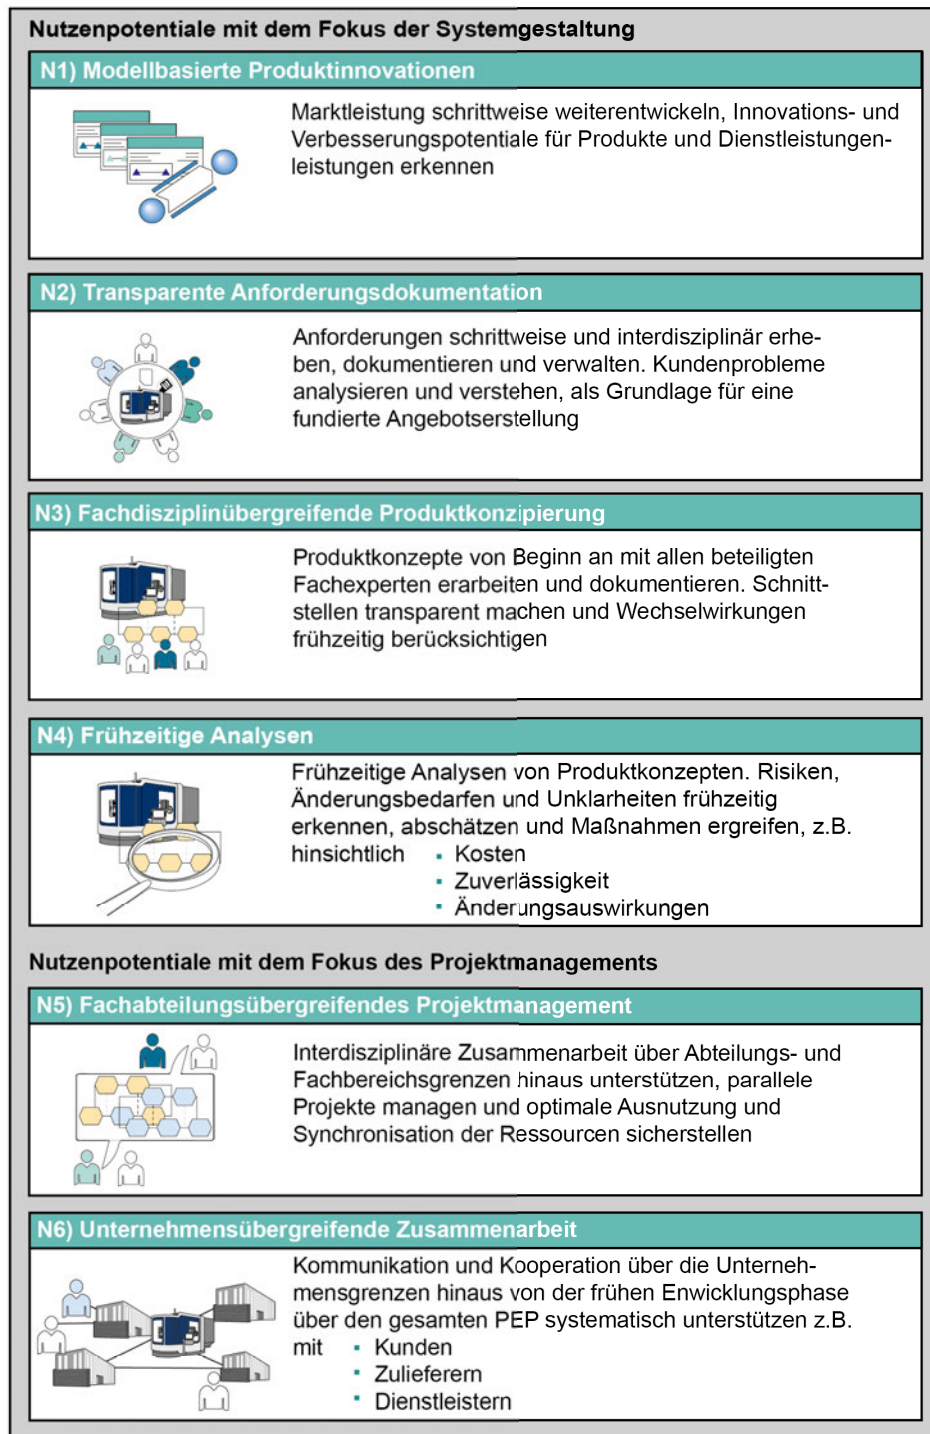 Nutzenpotentiale mit dem Fokus der Systemgestaltung
N1) Modellbasierte Produktinnovationen
Marktleistung schrittweise weiterentwickeln, Innovations- und
Verbesserungspotentiale für Produkte und Dienstleistungen-
leistungen erkennen
N2) Transparente Anforderungsdokumentation
Anforderungen schrittweise und interdisziplinär erhe-
ben, dokumentieren und verwalten. Kundenprobleme
analysieren und verstehen, als Grundlage für eine
fundierte Angebotserstellung
N3) Fachdisziplinübergreifende Produktkonzipierung
Produktkonzepte von Beginn an mit allen beteiligten
Fachexperten erarbeiten und dokumentieren. Schnitt-
stellen transparent machen und Wechselwirkungen
frühzeitig berücksichtigen
N4) Frühzeitige Analysen
Frühzeitige Analysen von Produktkonzepten. Risiken,
Änderungsbedarfen und Unklarheiten frühzeitig
erkennen, abschätzen und Maßnahmen ergreifen, z.B.
hinsichtlich ▪ Kosten
▪ Zuverlässigkeit
▪ Änderungsauswirkungen
Nutzenpotentiale mit dem Fokus des Projektmanagements
N5) Fachabteilungsübergreifendes Projektmanagement
Interdisziplinäre Zusammenarbeit über Abteilungs- und
Fachbereichsgrenzen hinaus unterstützen, parallele
Projekte managen und optimale Ausnutzung und
Synchronisation der Ressourcen sicherstellen
N6) Unternehmensübergreifende Zusammenarbeit
Kommunikation und Kooperation über die Unterneh-
mensgrenzen hinaus von der frühen Enwicklungsphase
über den gesamten PEP systematisch unterstützen z.B.
mit ▪ Kunden
▪ Zulieferern
▪ Dienstleistern